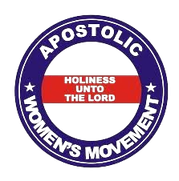 APOSTOLIC
HOLINESS
UNTO
THE LORD
WOMEN'S MOVEMENT